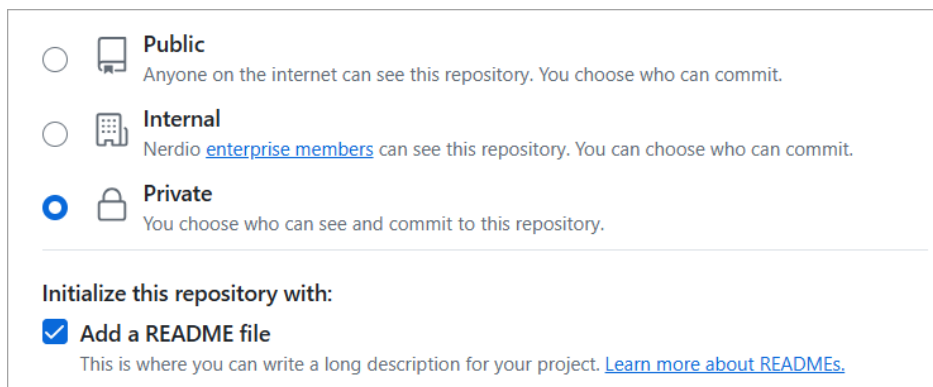 Public
Anyone on the internet can see this repository. You choose who can commit.
Internal
Nerdio enterprise members can see this repository. You can choose who can commit.
Private
You choose who can see and commit to this repository.
Initialize this repository with:
Add a README file
This is where you can write a long description for your project. Learn more about READMEs.